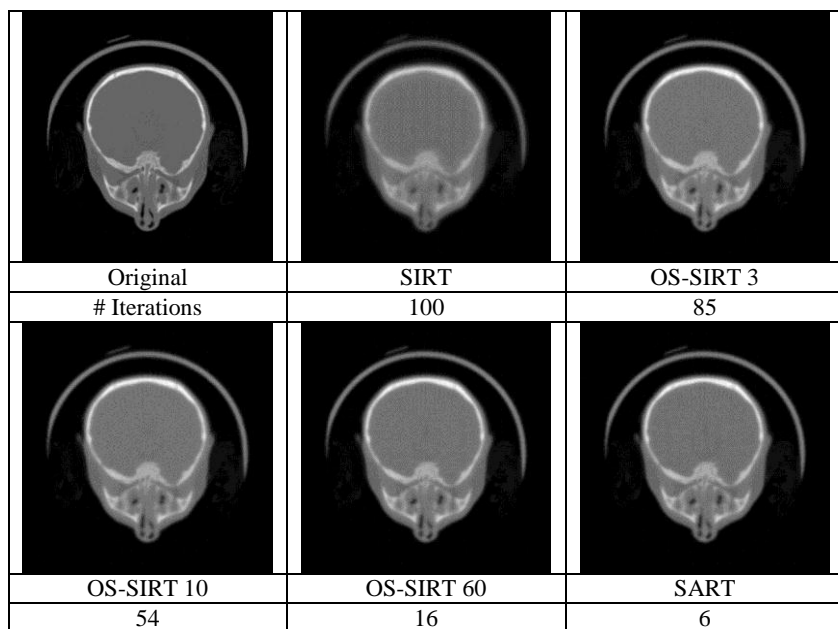 Original SIRT OS-SIRT 3
# Iterations 100 85
OS-SIRT 10 OS-SIRT 60 SART
54 16 6